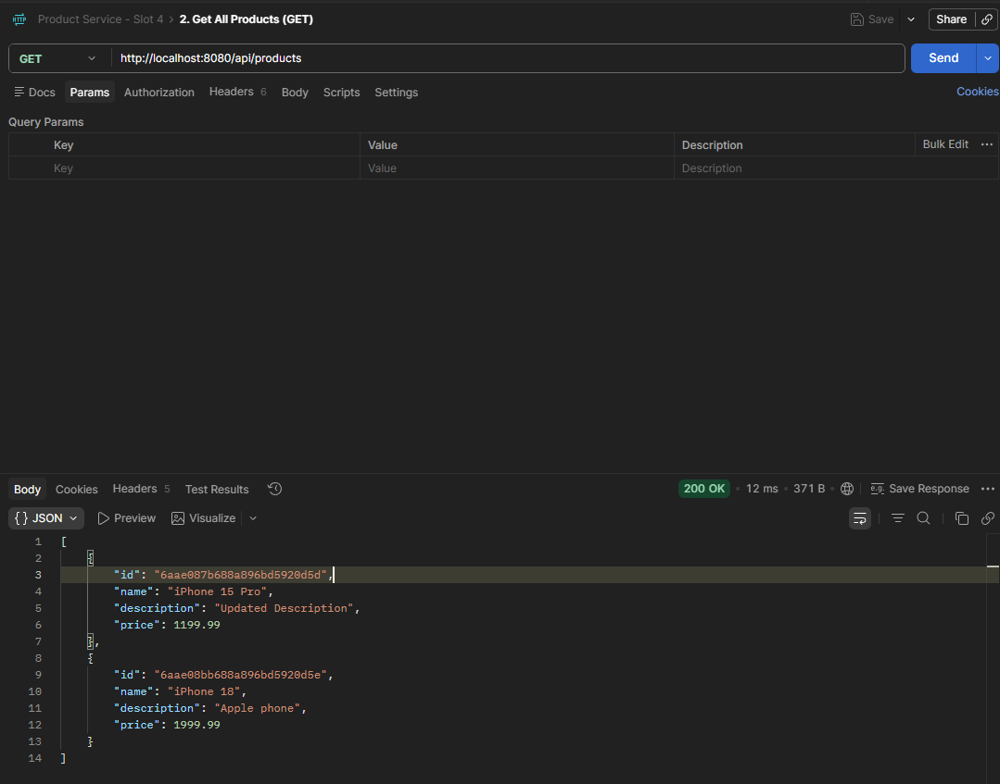 HTTP Product Service - Slot 4 > 2. Get All Products (GET) Save Share
GET http://localhost:8080/api/products Send
Docs Params Authorization Headers 6 Body Scripts Settings Cookies
Query Params
Key Value Description Bulk Edit ...
Key Value Description
Body Cookies Headers 5 Test Results 200 OK • 12 ms • 371 B • e.g. Save Response ...
{} JSON Preview Visualize
1 [
2 {
3 "id": "6aae087b688a896bd5920d5d",
4 "name": "iPhone 15 Pro",
5 "description": "Updated Description",
6 "price": 1199.99
7 },
8 {
9 "id": "6aae08bb688a896bd5920d5e",
10 "name": "iPhone 18",
11 "description": "Apple phone",
12 "price": 1999.99
13 }
14 ]